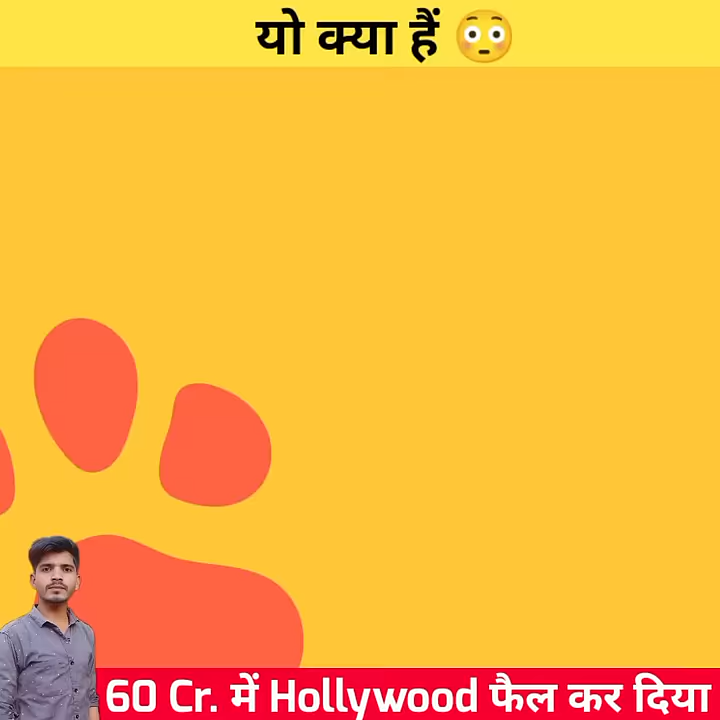 यो क्या हैं 😳
60 Cr. में Hollywood फैल कर दिया